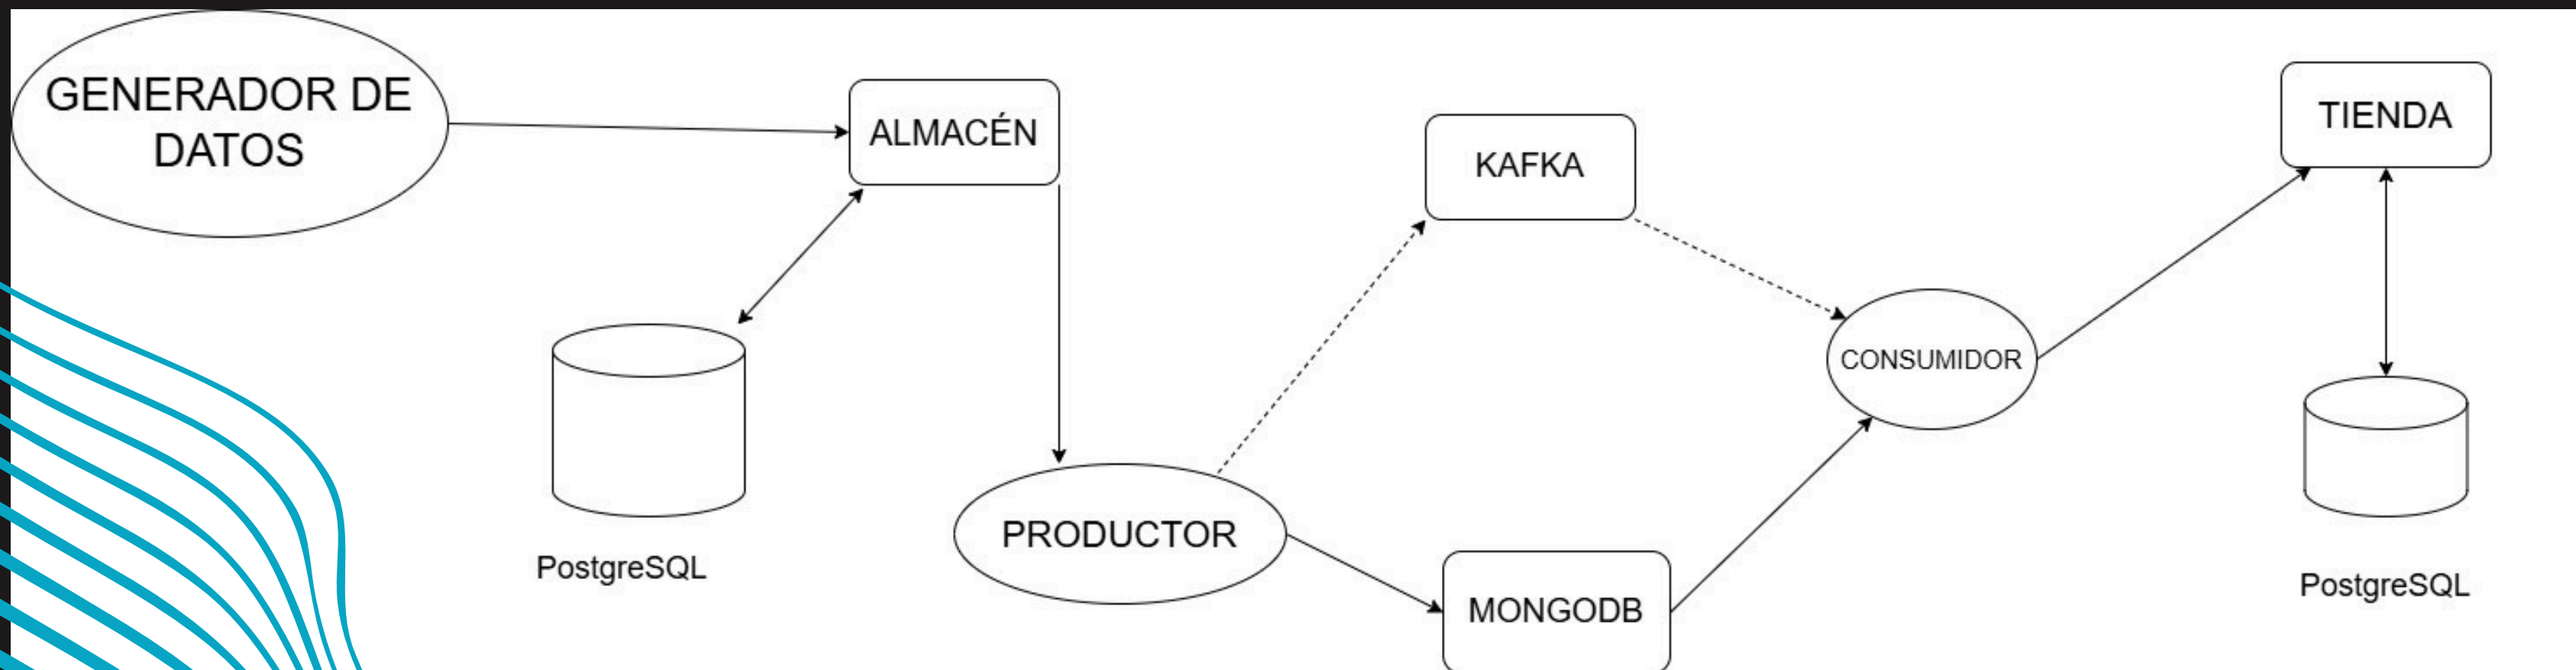 GENERADOR DE
DATOS
ALMACÉN
KAFKA
TIENDA
CONSUMIDOR
PRODUCTOR
PostgreSQL
MONGODB
PostgreSQL